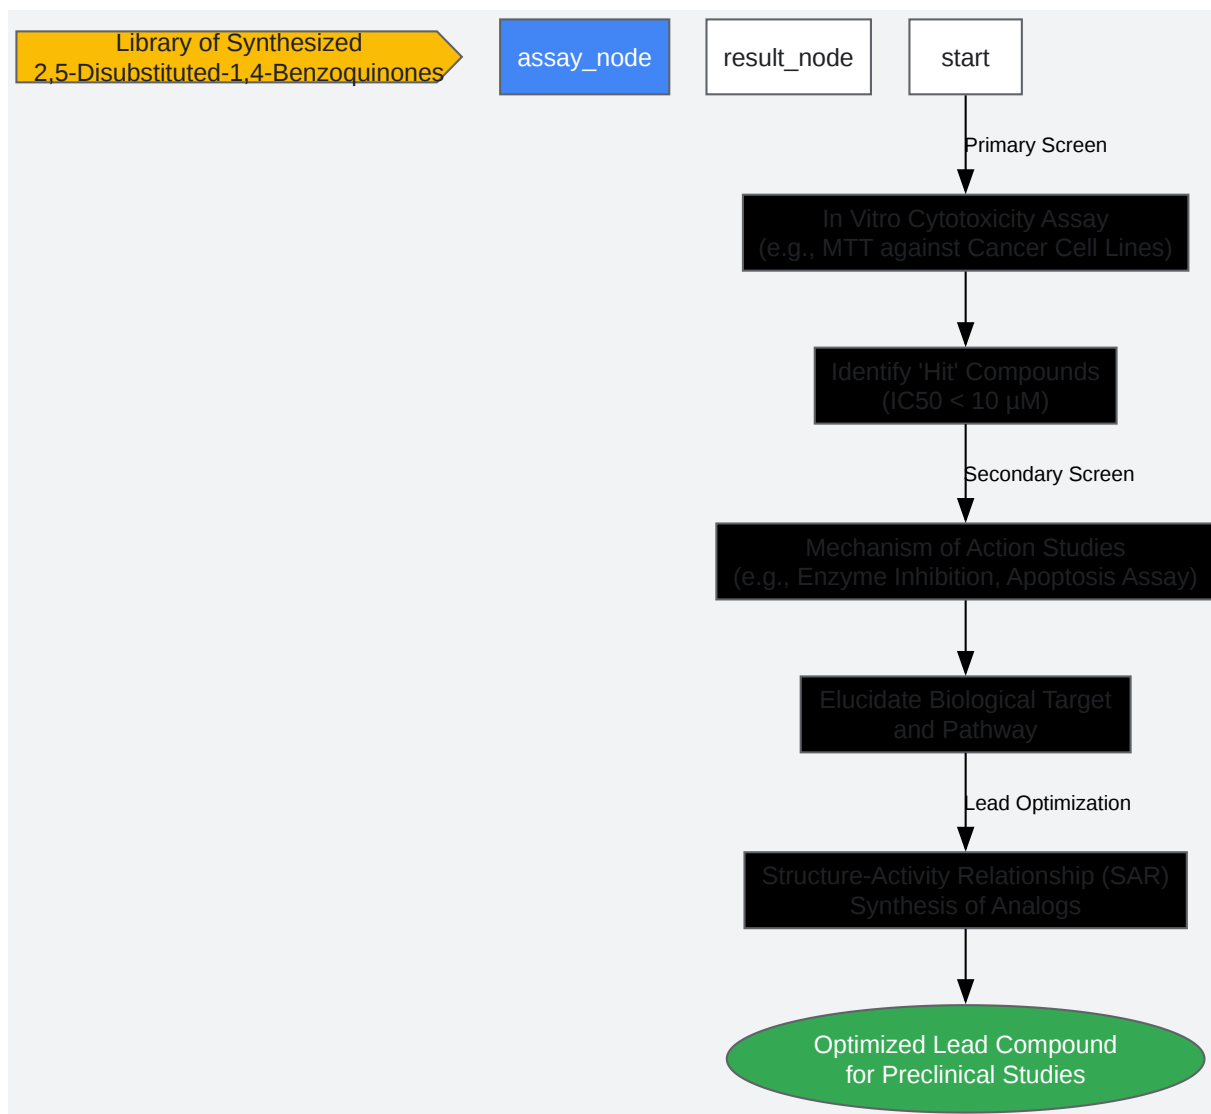 Library of Synthesized
2,5-Disubstituted-1,4-Benzoquinones
assay_node
result_node
start
Primary Screen
In Vitro Cytotoxicity Assay
(e.g., MTT against Cancer Cell Lines)
Identify 'Hit' Compounds
(IC50 < 10 µM)
Secondary Screen
Mechanism of Action Studies
(e.g., Enzyme Inhibition, Apoptosis Assay)
Elucidate Biological Target
and Pathway
Lead Optimization
Structure-Activity Relationship (SAR)
Synthesis of Analogs
Optimized Lead Compound
for Preclinical Studies